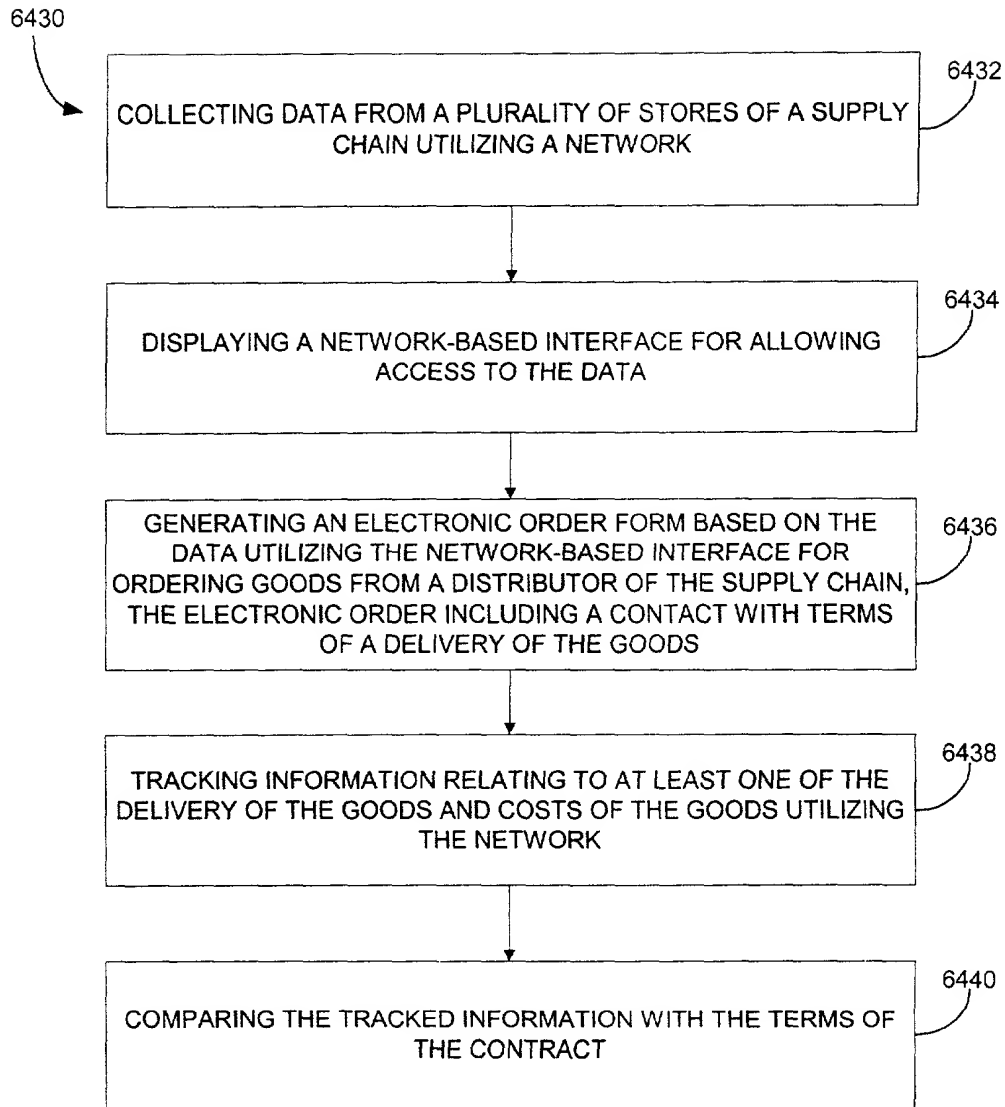 6430
6432
COLLECTING DATA FROM A PLURALITY OF STORES OF A SUPPLY
CHAIN UTILIZING A NETWORK
6434
DISPLAYING A NETWORK-BASED INTERFACE FOR ALLOWING
ACCESS TO THE DATA
6436
GENERATING AN ELECTRONIC ORDER FORM BASED ON THE
DATA UTILIZING THE NETWORK-BASED INTERFACE FOR
ORDERING GOODS FROM A DISTRIBUTOR OF THE SUPPLY CHAIN,
THE ELECTRONIC ORDER INCLUDING A CONTACT WITH TERMS
OF A DELIVERY OF THE GOODS
6438
TRACKING INFORMATION RELATING TO AT LEAST ONE OF THE
DELIVERY OF THE GOODS AND COSTS OF THE GOODS UTILIZING
THE NETWORK
6440
COMPARING THE TRACKED INFORMATION WITH THE TERMS OF
THE CONTRACT